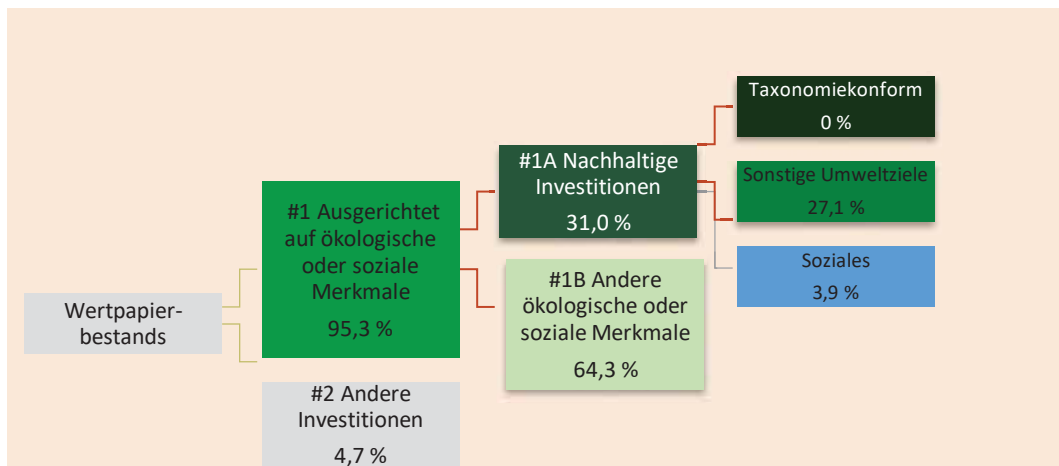 Wertpapier-
bestands
#1 Ausgerichtet
auf ökologische
oder soziale
Merkmale
95,3 %
#2 Andere
Investitionen
4,7 %
#1A Nachhaltige
Investitionen
31,0 %
#1B Andere
ökologische oder
soziale Merkmale
64,3 %
Taxonomiekonform
0 %
Sonstige Umweltziele
27,1 %
Soziales
3,9 %